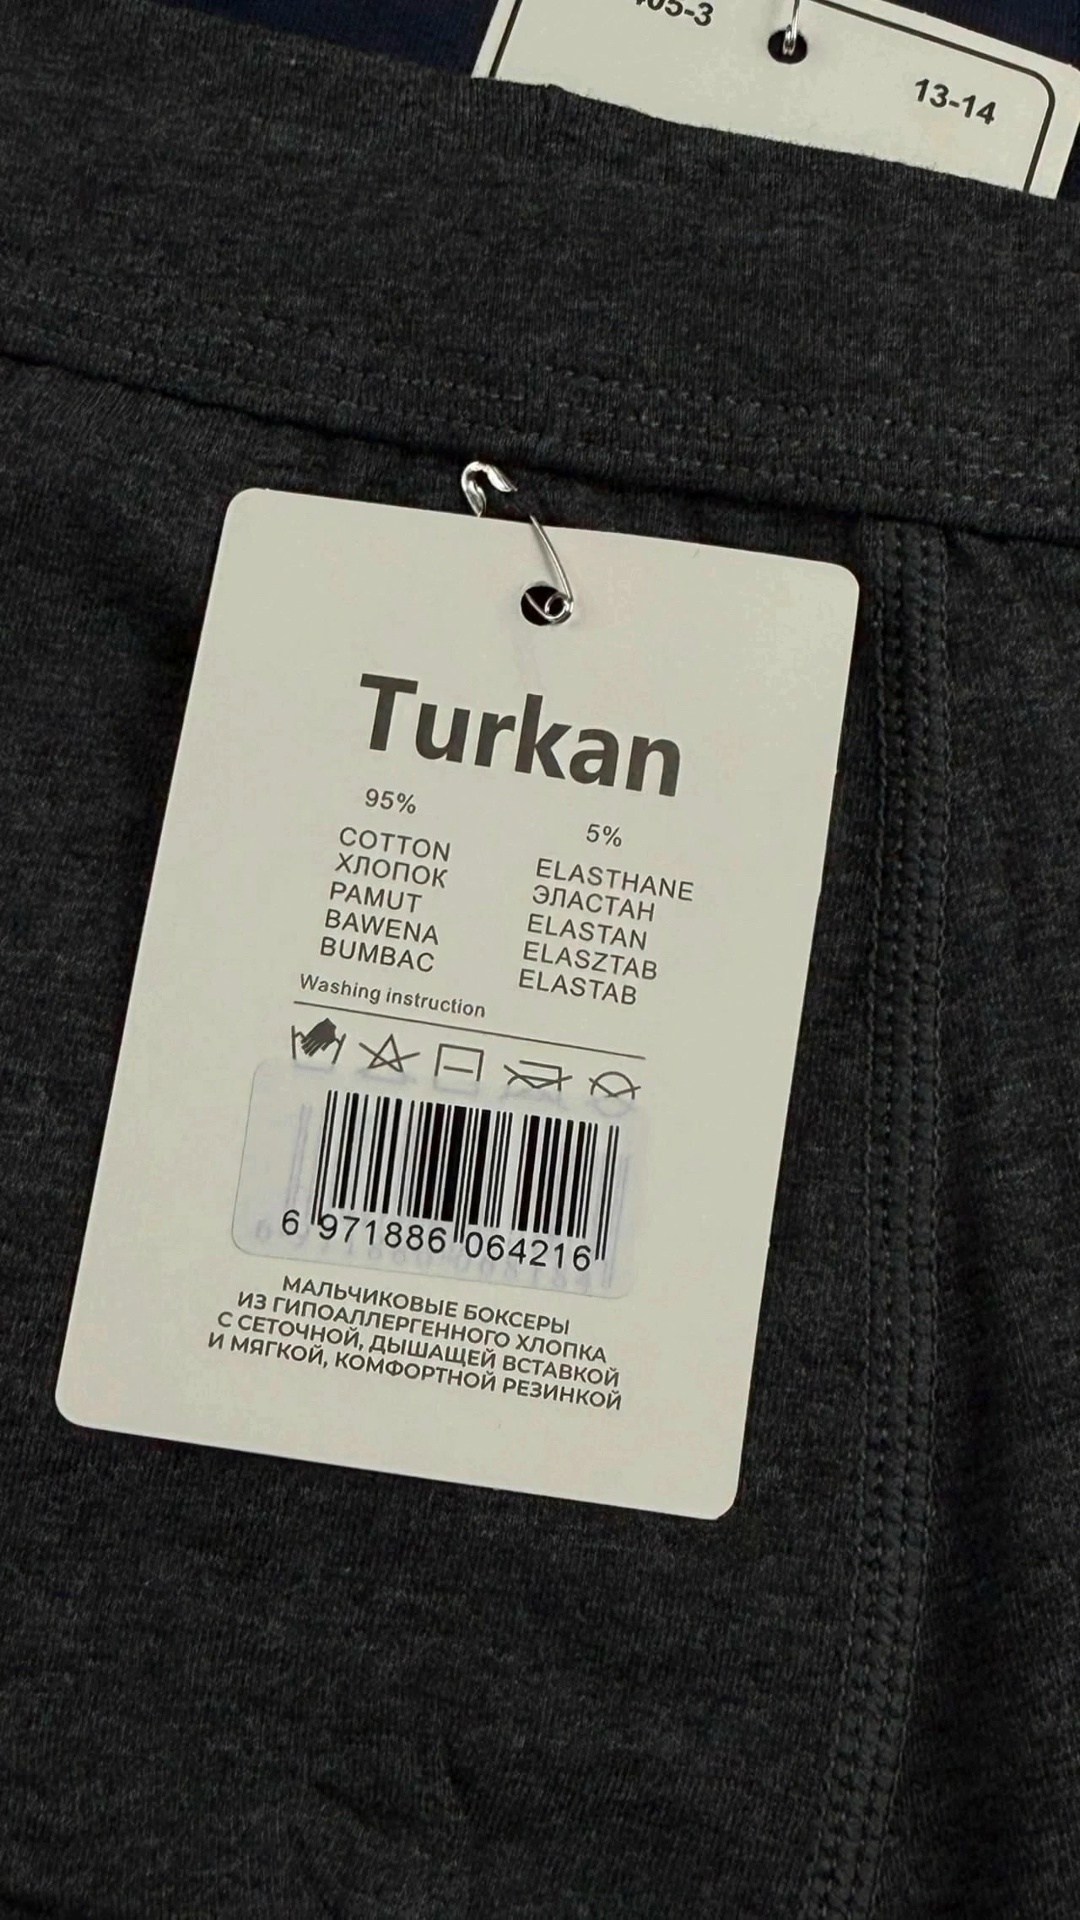 13-14
Turkan
95%
COTTON
ХЛОПОК
PAMUT
BAWENA
BUMBAC
5%
ELASTHANE
ЭЛАСТАН
ELASTAN
ELASZTAB
ELASTAB
Washing instruction
6 971886 064216
МАЛЬЧИКОВЫЕ БОКСЕРЫ
ИЗ ГИПОАЛЛЕРГЕННОГО ХЛОПКА
С СЕТОЧНОЙ, ДЫШАЩЕЙ ВСТАВКОЙ
И МЯГКОЙ, КОМФОРТНОЙ РЕЗИНКОЙ